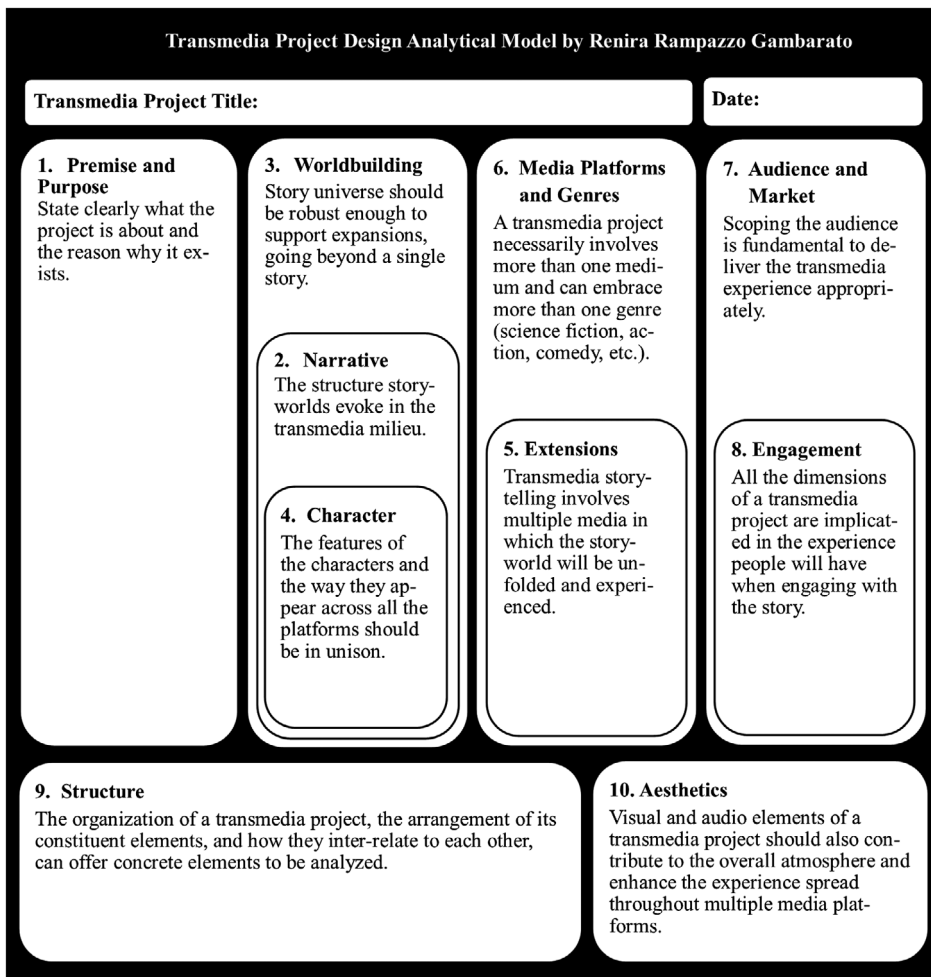 Transmedia Project Design Analytical Model by Renira Rampazzo Gambarato
Transmedia Project Title:
Date:
1. Premise and
Purpose
State clearly what the
project is about and
the reason why it ex-
ists.
3. Worldbuilding
Story universe should
be robust enough to
support expansions,
going beyond a single
story.
2. Narrative
The structure story-
worlds evoke in the
transmedia milieu.
4. Character
The features of
the characters and
the way they ap-
pear across all the
platforms should
be in unison.
6. Media Platforms
and Genres
A transmedia project
necessarily involves
more than one medi-
um and can embrace
more than one genre
(science fiction, ac-
tion, comedy, etc.).
5. Extensions
Transmedia story-
telling involves
multiple media in
which the story-
world will be un-
folded and experi-
enced.
7. Audience and
Market
Scoping the audience
is fundamental to de-
liver the transmedia
experience appropri-
ately.
8. Engagement
All the dimensions
of a transmedia
project are implicat-
ed in the experience
people will have
when engaging with
the story.
9. Structure
The organization of a transmedia project, the arrangement of its
constituent elements, and how they inter-relate to each other,
can offer concrete elements to be analyzed.
10. Aesthetics
Visual and audio elements of a
transmedia project should also con-
tribute to the overall atmosphere and
enhance the experience spread
throughout multiple media plat-
forms.